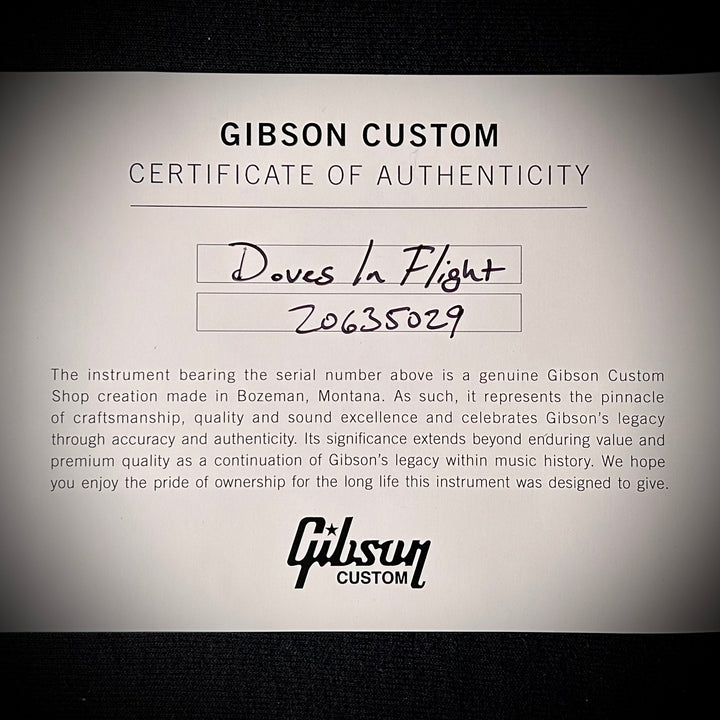 GIBSON CUSTOM
CERTIFICATE OF AUTHENTICITY
Doves In Flight
20635029
The instrument bearing the serial number above is a genuine Gibson Custom
Shop creation made in Bozeman, Montana. As such, it represents the pinnacle
of craftsmanship, quality and sound excellence and celebrates Gibson's legacy
through accuracy and authenticity. Its significance extends beyond enduring value and
premium quality as a continuation of Gibson's legacy within music history. We hope
you enjoy the pride of ownership for the long life this instrument was designed to give.
Gibson
CUSTOM